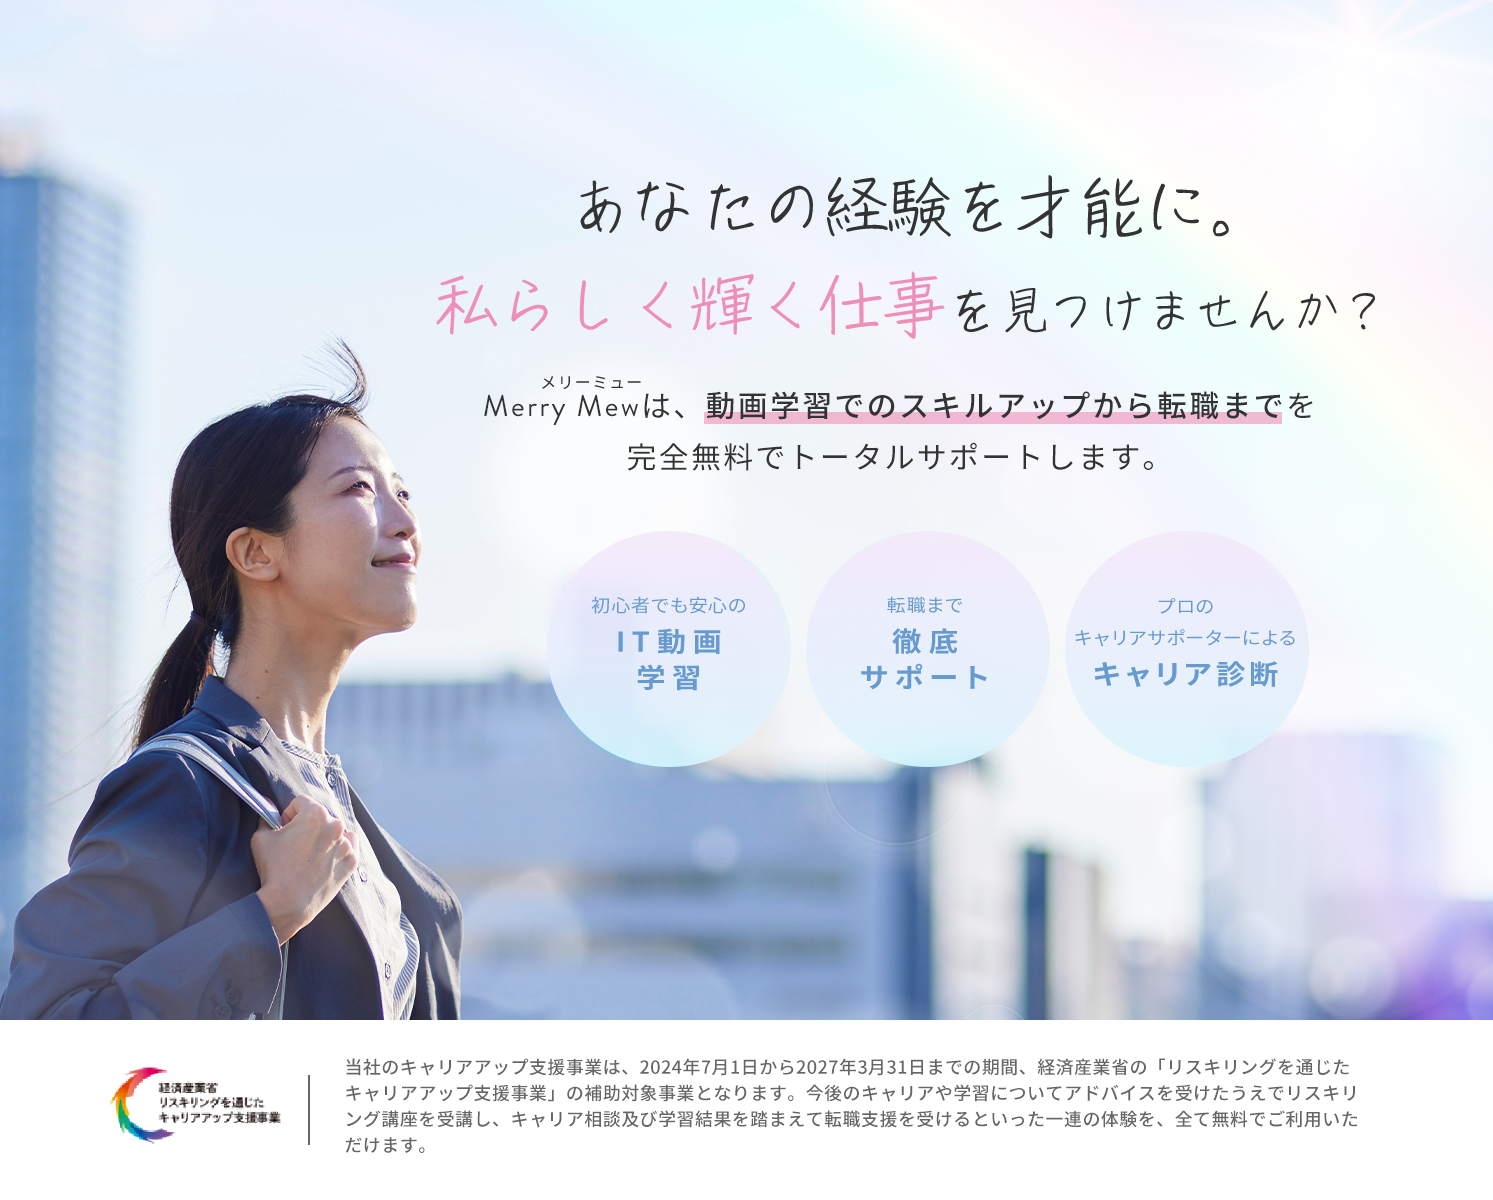 あなたの経験を才能に。
私らしく輝く仕事を見つけませんか？
メリーミュー
Merry Mewは、動画学習でのスキルアップから転職までを
完全無料でトータルサポートします。
初心者でも安心の
IT動画
学習
転職まで
徹底
サポート
プロの
キャリアサポーターによる
キャリア診断
経済産業省
リスキリングを通じた
キャリアアップ支援事業
当社のキャリアアップ支援事業は、2024年7月1日から2027年3月31日までの期間、経済産業省の「リスキリングを通じた
キャリアアップ支援事業」の補助対象事業となります。今後のキャリアや学習についてアドバイスを受けたうえでリスキリ
ング講座を受講し、キャリア相談及び学習結果を踏まえて転職支援を受けるといった一連の体験を、全て無料でご利用いた
だけます。